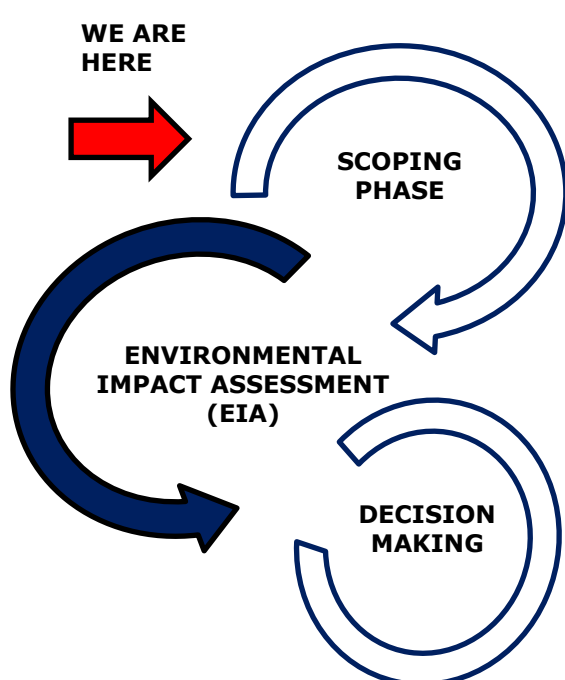 WE ARE
HERE
SCOPING
PHASE
ENVIRONMENTAL
IMPACT ASSESSMENT
(EIA)
DECISION
MAKING